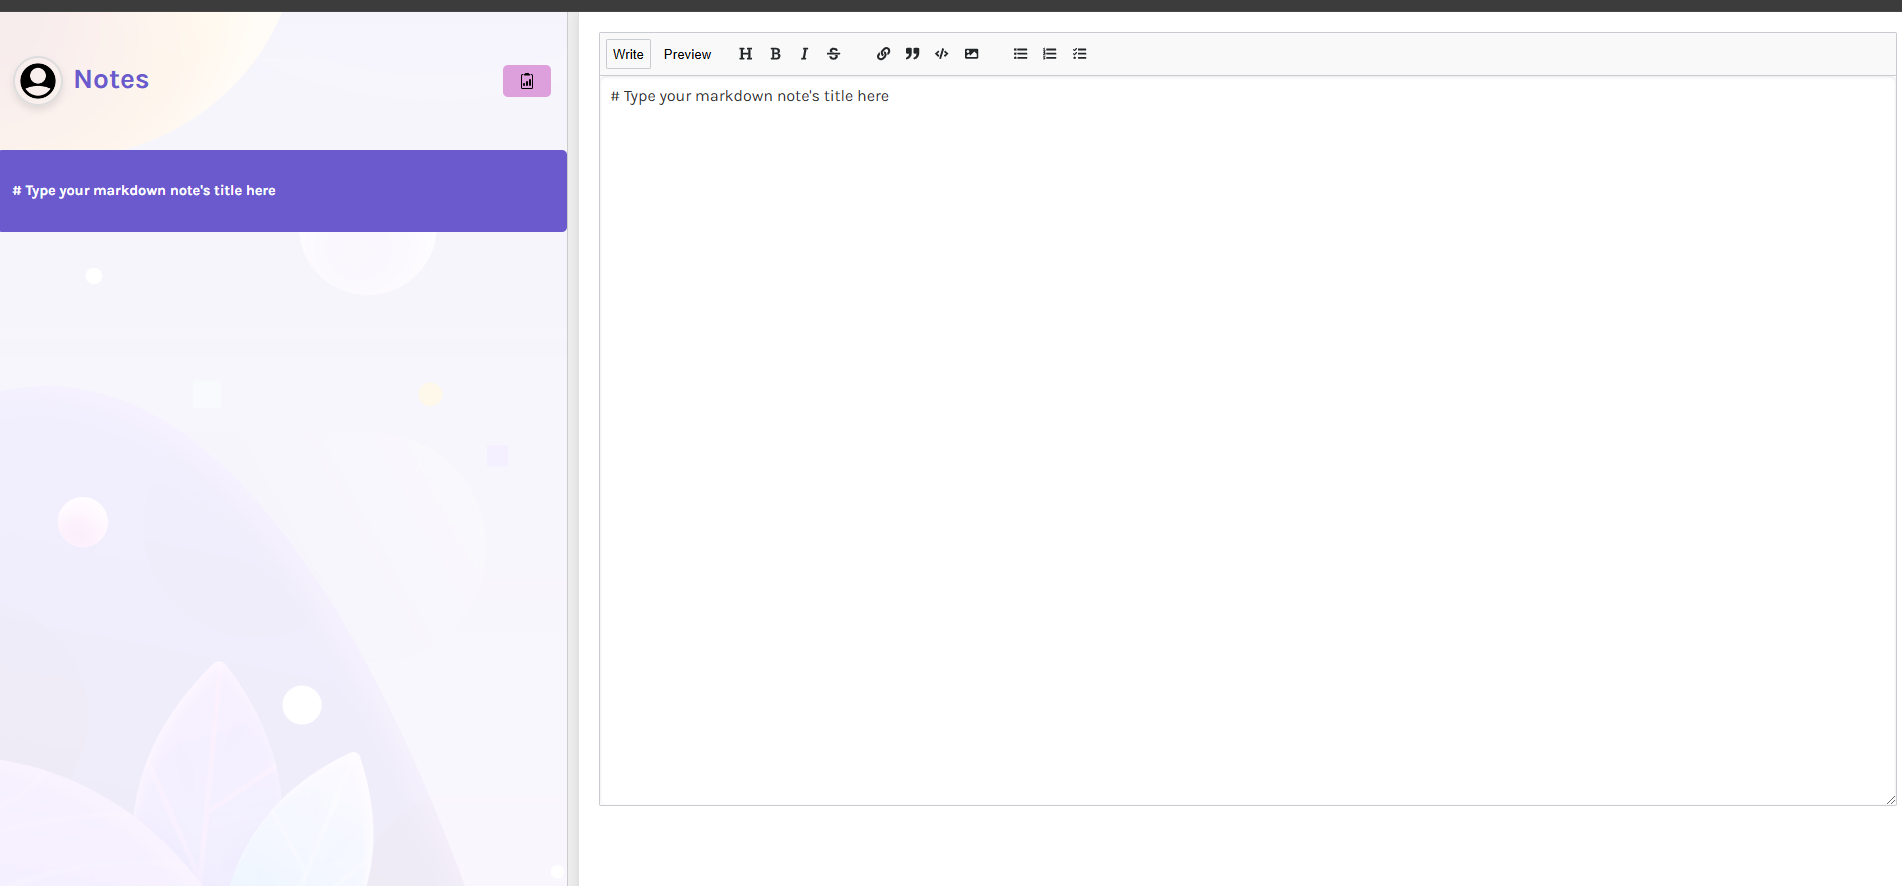 Notes
# Type your markdown note's title here
Write Preview H B I S
# Type your markdown note's title here